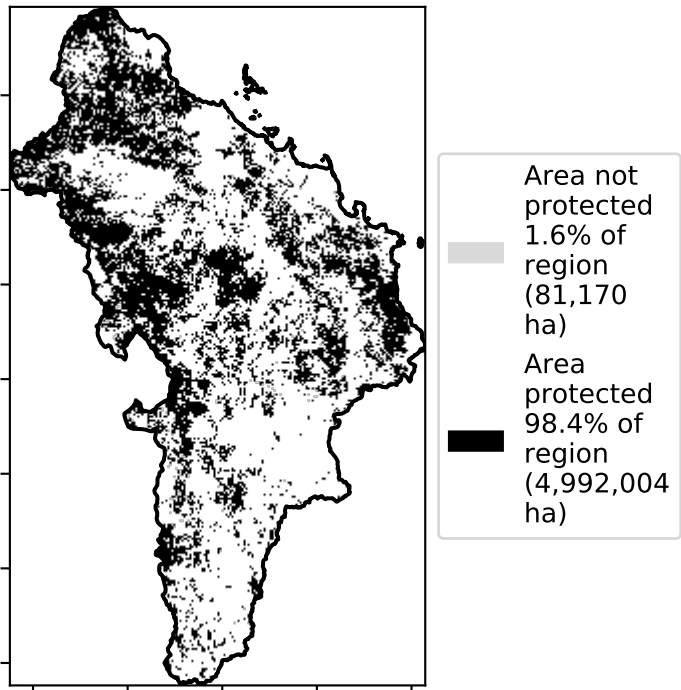 Area not
protected
1.6% of
region
(81,170
ha)
Area
protected
98.4% of
region
(4,992,004
ha)